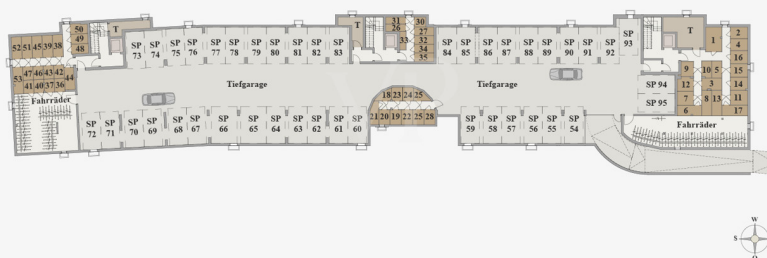 50
52 51 45 39 38
49
48
T
53
47 46 43 42
44
41 40 37 36
Fahrräder
SP 73
SP 74
SP 75
SP 76
SP 77
SP 78
SP 79
SP 80
SP 81
SP 82
SP 83
T
31
26
30
27
33
32
34
35
SP 84
SP 85
SP 86
SP 87
SP 88
SP 89
SP 90
SP 91
SP 92
SP 93
T
1
2
4
16
9
10
5
15
12
3
14
7
8
13
11
6
17
Tiefgarage
Tiefgarage
SP 94
SP 95
18 23 24 25
21 20 19 22 25 28
SP 72
SP 71
SP 70
SP 69
SP 68
SP 67
SP 66
SP 65
SP 64
SP 63
SP 62
SP 61
SP 60
SP 59
SP 58
SP 57
SP 56
SP 55
SP 54
Fahrräder
W
S
N
O